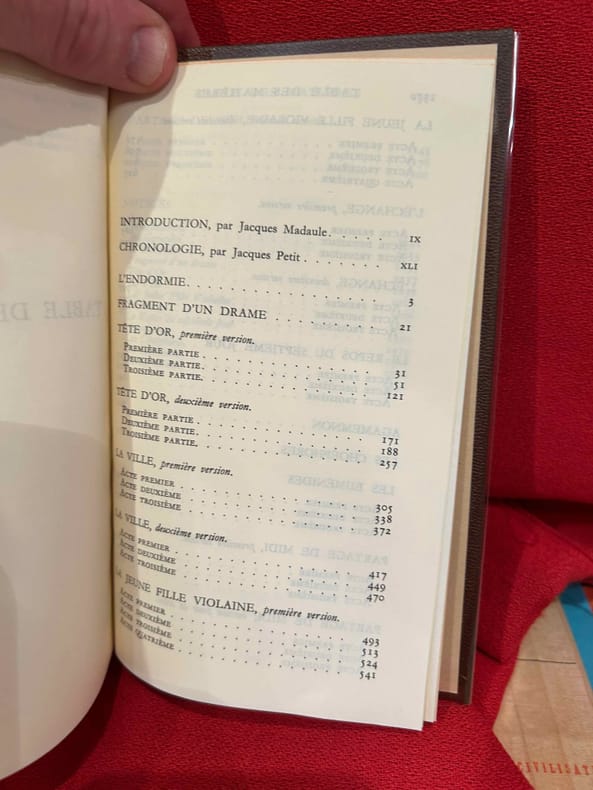 INTRODUCTION, par Jacques Madaule. . . . . . IX
CHRONOLOGIE, par Jacques Petit . . . . . . . XLI
L'ENDORMIE. . . . . . . . . . . . 3
FRAGMENT D'UN DRAME . . . . . . . . 21
TÊTE D'OR, première version.
PREMIÈRE PARTIE . . . . . . . . . . 31
DEUXIÈME PARTIE. . . . . . . . . . 51
TROISIÈME PARTIE. . . . . . . . . . 121
TÊTE D'OR, deuxième version.
PREMIÈRE PARTIE . . . . . . . . . . 171
DEUXIÈME PARTIE. . . . . . . . . . 188
TROISIÈME PARTIE. . . . . . . . . . 257
LA VILLE, première version.
ACTE PREMIER . . . . . . . . . . 305
ACTE DEUXIÈME . . . . . . . . . . 338
ACTE TROISIÈME . . . . . . . . . . 372
LA VILLE, deuxième version.
ACTE PREMIER . . . . . . . . . . 417
ACTE DEUXIÈME . . . . . . . . . . 449
ACTE TROISIÈME . . . . . . . . . . 470
LA JEUNE FILLE VIOLAINE, première version.
ACTE PREMIER . . . . . . . . . . 493
ACTE DEUXIÈME . . . . . . . . . . 513
ACTE TROISIÈME . . . . . . . . . . 524
ACTE QUATRIÈME . . . . . . . . . . 541